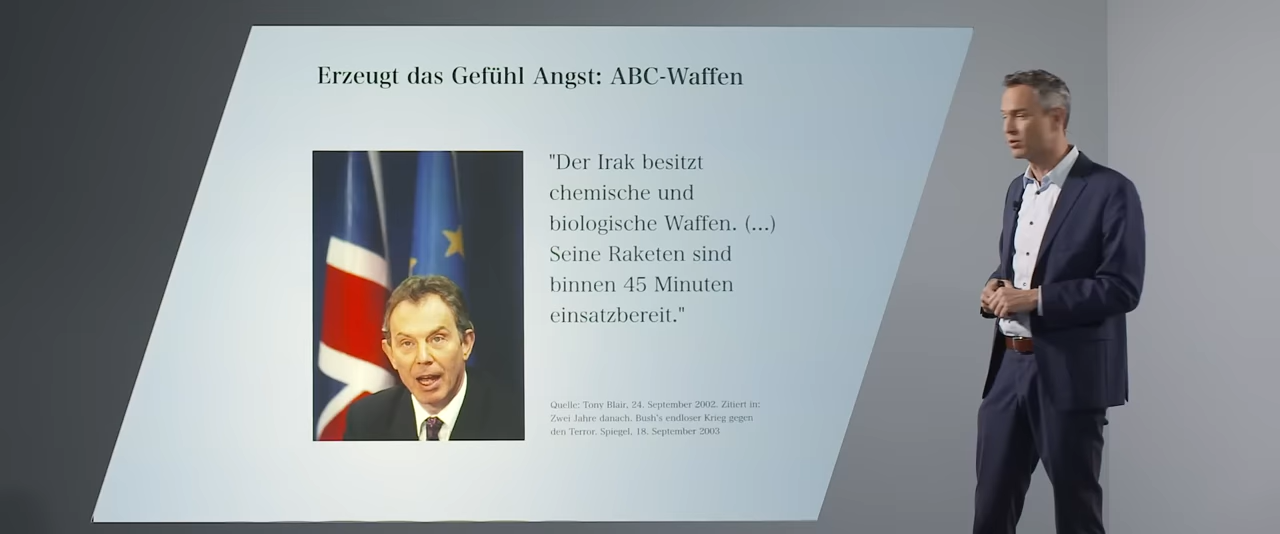 Erzeugt das Gefühl Angst: ABC-Waffen
"Der Irak besitzt
chemische und
biologische Waffen. (...)
Seine Raketen sind
binnen 45 Minuten
einsatzbereit."
Quelle: Tony Blair, 24. September 2002. Zitiert in:
Zwei Jahre danach. Bush's endloser Krieg gegen
den Terror. Spiegel, 18. September 2003